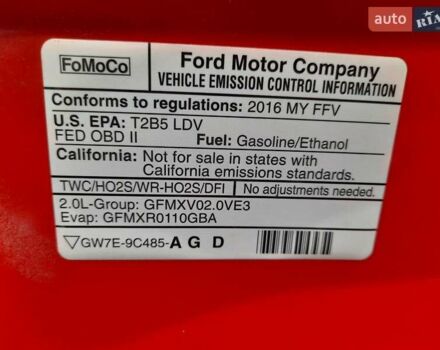 auto RIA
FoMoCo
Ford Motor Company
VEHICLE EMISSION CONTROL INFORMATION
Conforms to regulations: 2016 MY FFV
U.S. EPA: T2B5 LDV
FED OBD II Fuel: Gasoline/Ethanol
California: Not for sale in states with
California emissions standards.
TWC/HO2S/WR-HO2S/DFI No adjustments needed.
2.0L-Group: GFMXV02.0VE3
Evap: GFMXR0110GBA
GW7E-9C485-A G D